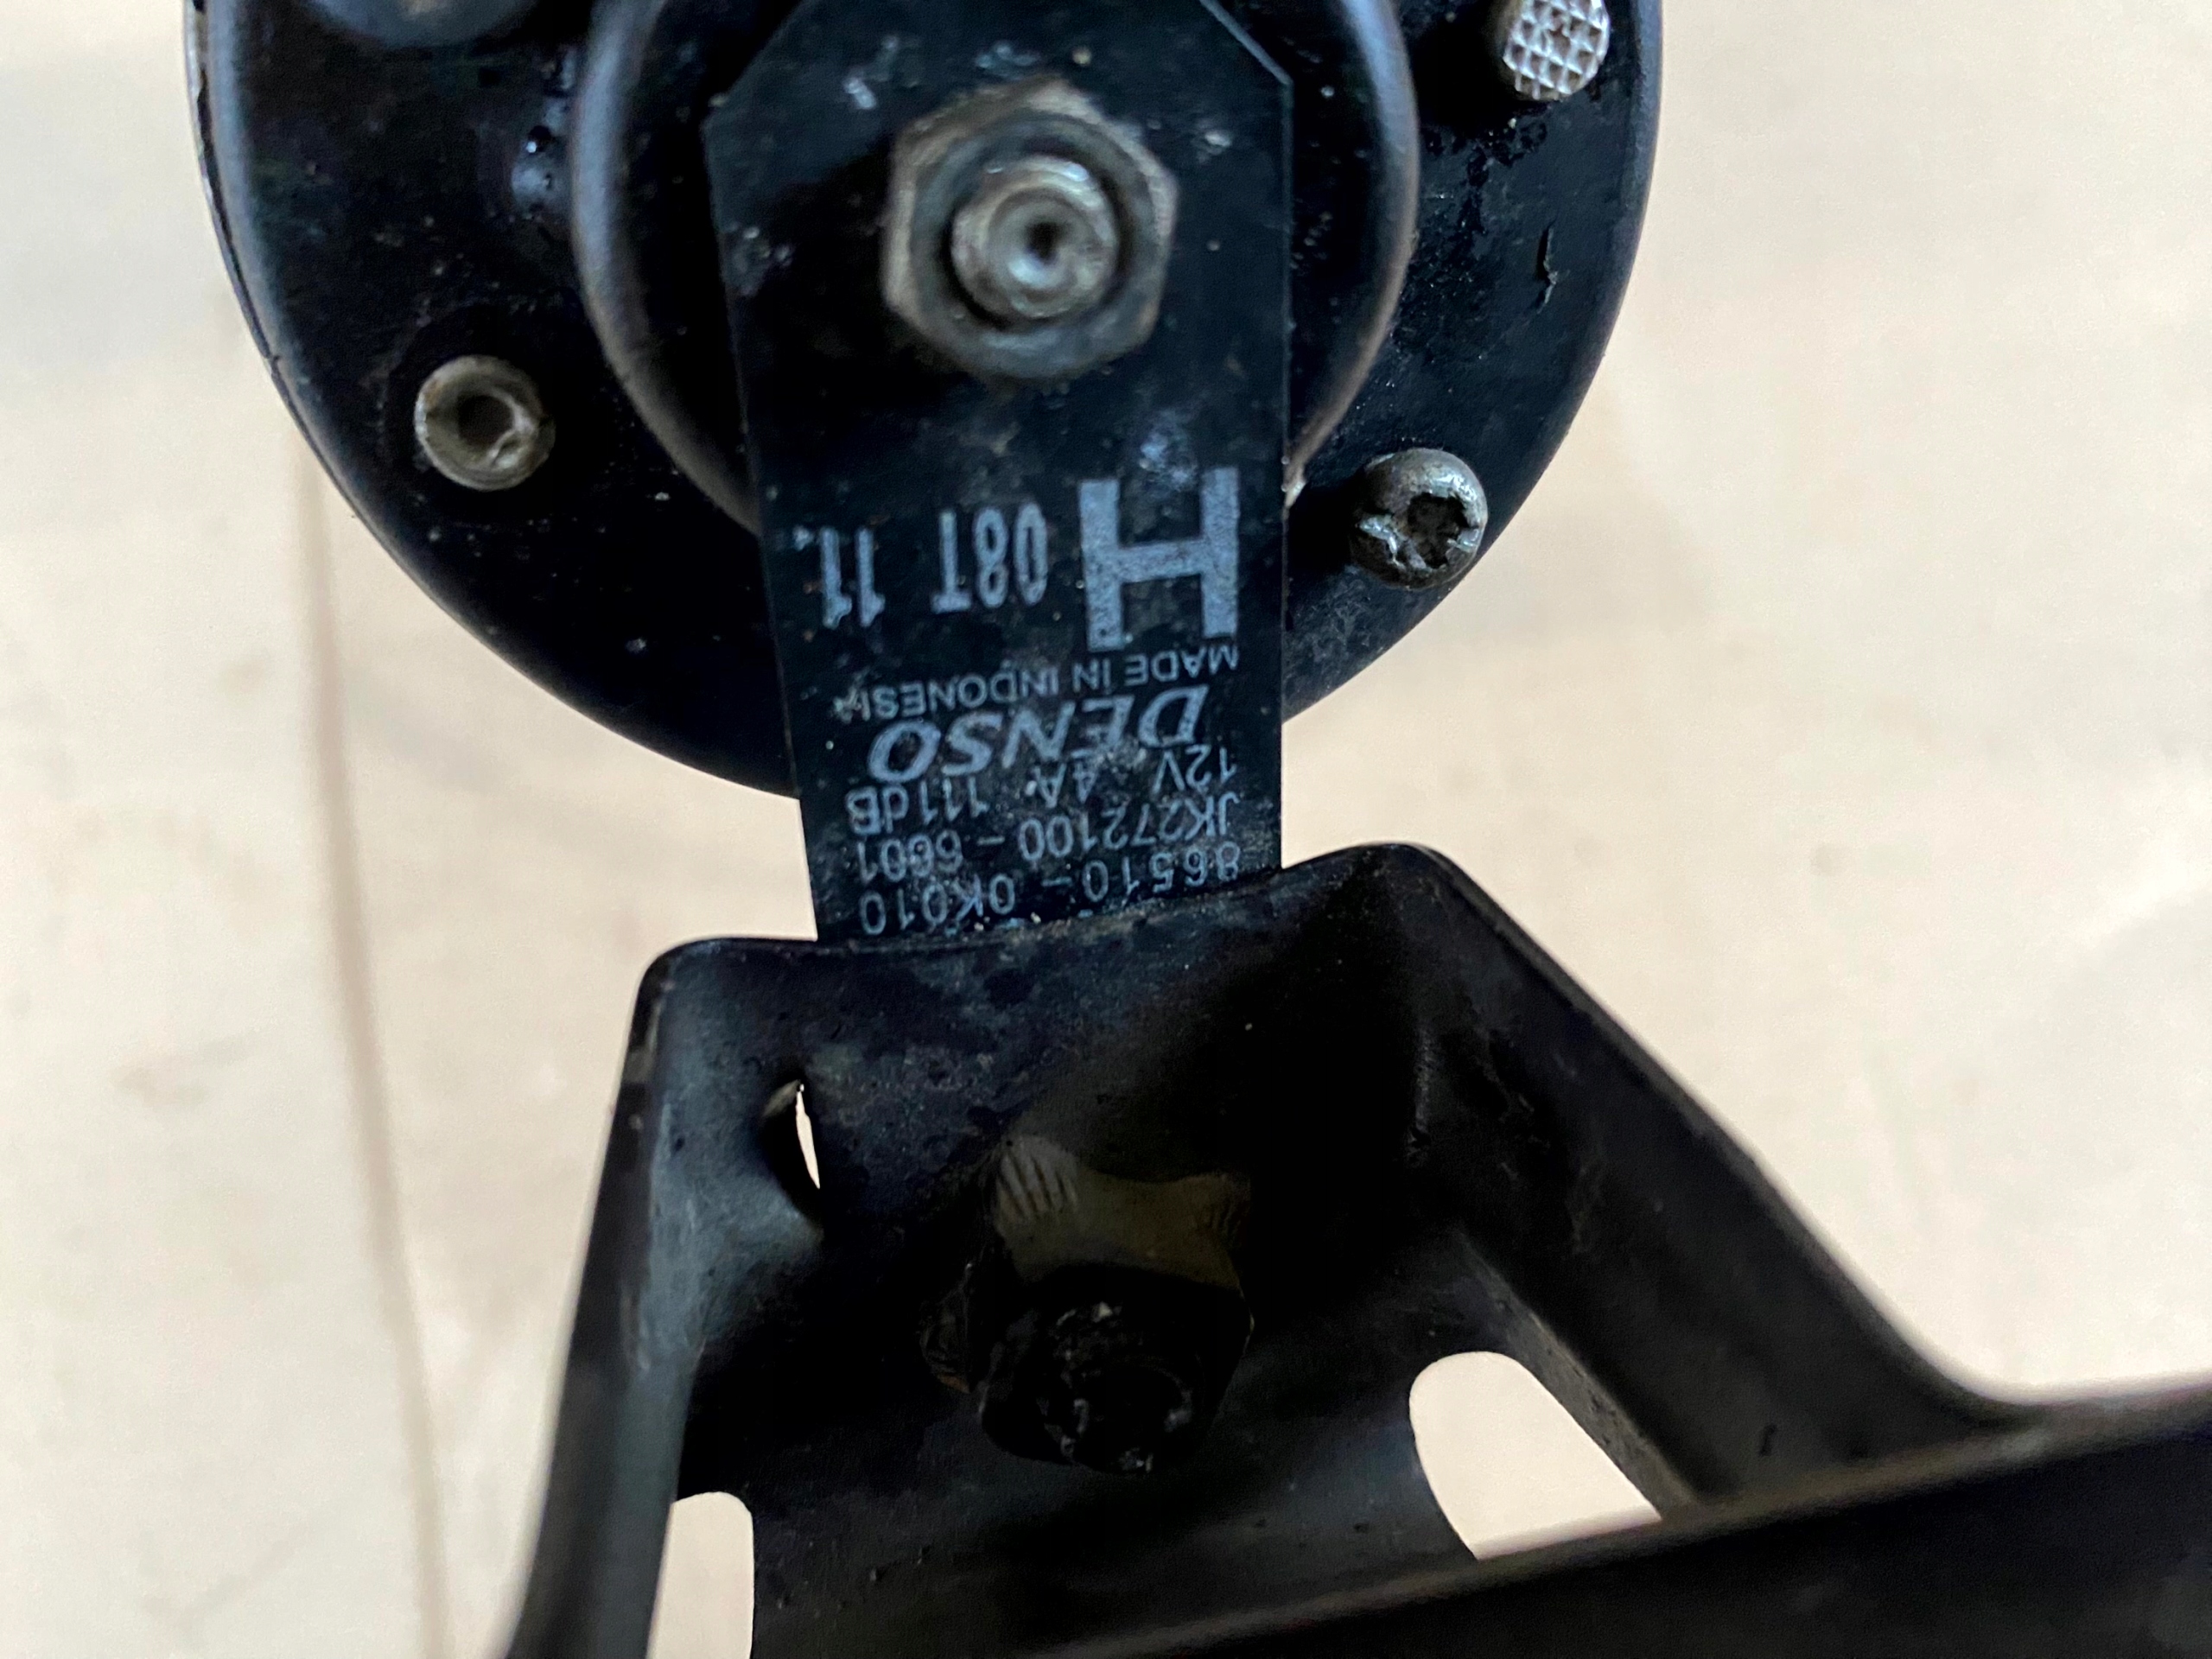 86510-0K010
JK272100-6601
12V 4A 111dB
DENSO
MADE IN INDONESIA
H 08T 11.